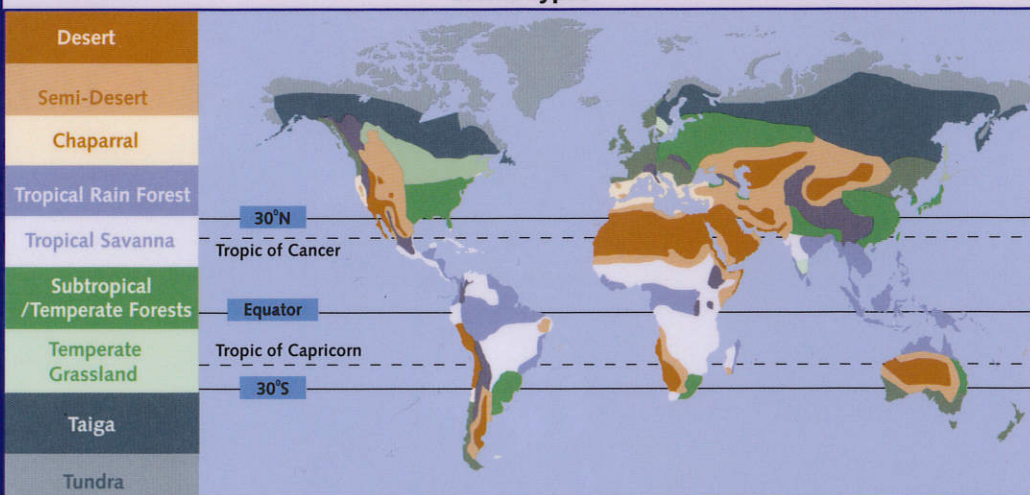 Desert
Semi-Desert
Chaparral
Tropical Rain Forest
Tropical Savanna
Subtropical
/Temperate Forests
Temperate
Grassland
Taiga
Tundra
30°N
Tropic of Cancer
Equator
Tropic of Capricorn
30°S